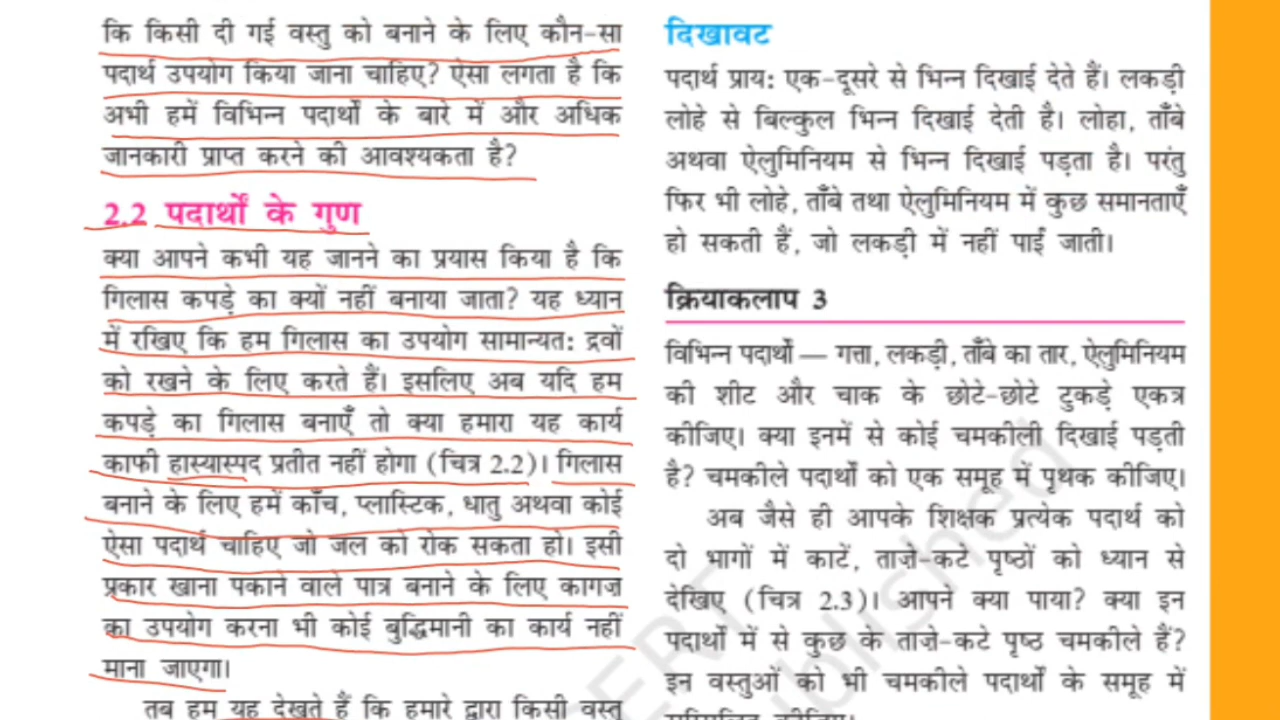 कि किसी दी गई वस्तु को बनाने के लिए कौन-सा
पदार्थ उपयोग किया जाना चाहिए? ऐसा लगता है कि
अभी हमें विभिन्न पदार्थों के बारे में और अधिक
जानकारी प्राप्त करने की आवश्यकता है?
2.2 पदार्थों के गुण
क्या आपने कभी यह जानने का प्रयास किया है कि
गिलास कपड़े का क्यों नहीं बनाया जाता? यह ध्यान
में रखिए कि हम गिलास का उपयोग सामान्यत: द्रवों
को रखने के लिए करते हैं। इसलिए अब यदि हम
कपड़े का गिलास बनाएँ तो क्या हमारा यह कार्य
काफी हास्यास्पद प्रतीत नहीं होगा (चित्र 2.2)। गिलास
बनाने के लिए हमें काँच, प्लास्टिक, धातु अथवा कोई
ऐसा पदार्थ चाहिए जो जल को रोक सकता हो। इसी
प्रकार खाना पकाने वाले पात्र बनाने के लिए कागज़
का उपयोग करना भी कोई बुद्धिमानी का कार्य नहीं
माना जाएगा।
तब हम यह देखते हैं कि हमारे द्वारा किसी वस्तु
दिखावट
पदार्थ प्राय: एक-दूसरे से भिन्न दिखाई देते हैं। लकड़ी
लोहे से बिल्कुल भिन्न दिखाई देती है। लोहा, ताँबे
अथवा ऐलुमिनियम से भिन्न दिखाई पड़ता है। परंतु
फिर भी लोहे, ताँबे तथा ऐलुमिनियम में कुछ समानताएँ
हो सकती हैं, जो लकड़ी में नहीं पाईं जाती।
क्रियाकलाप 3
विभिन्न पदार्थों — गत्ता, लकड़ी, ताँबे का तार, ऐलुमिनियम
की शीट और चाक के छोटे-छोटे टुकड़े एकत्र
कीजिए। क्या इनमें से कोई चमकीली दिखाई पड़ती
है? चमकीले पदार्थों को एक समूह में पृथक कीजिए।
अब जैसे ही आपके शिक्षक प्रत्येक पदार्थ को
दो भागों में काटें, ताज़े-कटे पृष्ठों को ध्यान से
देखिए (चित्र 2.3)। आपने क्या पाया? क्या इन
पदार्थों में से कुछ के ताज़े-कटे पृष्ठ चमकीले हैं?
इन वस्तुओं को भी चमकीले पदार्थों के समूह में